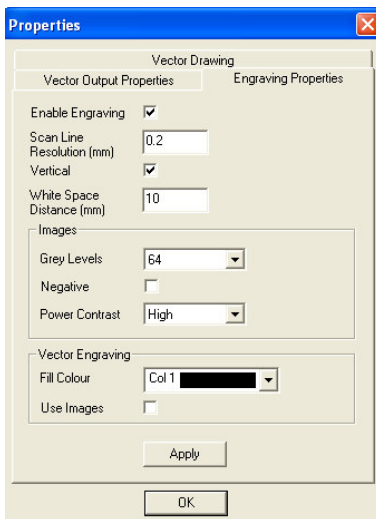 Properties
Vector Drawing
Vector Output Properties
Engraving Properties
Enable Engraving
Scan Line
Resolution (mm)
0.2
Vertical
White Space
Distance (mm)
10
Images
Grey Levels
64
Negative
Power Contrast
High
Vector Engraving
Fill Colour
Col 1
Use Images
Apply
OK